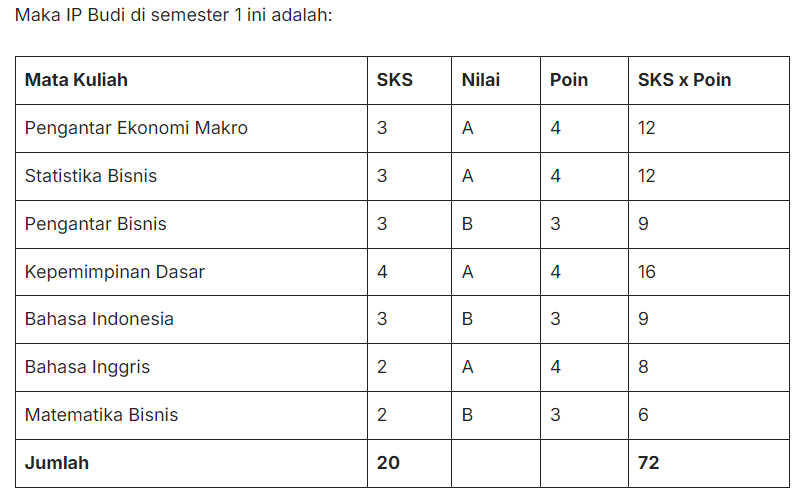 Maka IP Budi di semester 1 ini adalah:
Mata Kuliah SKS Nilai Poin SKS x Poin
Pengantar Ekonomi Makro 3 A 4 12
Statistika Bisnis 3 A 4 12
Pengantar Bisnis 3 B 3 9
Kepemimpinan Dasar 4 A 4 16
Bahasa Indonesia 3 B 3 9
Bahasa Inggris 2 A 4 8
Matematika Bisnis 2 B 3 6
Jumlah 20 72